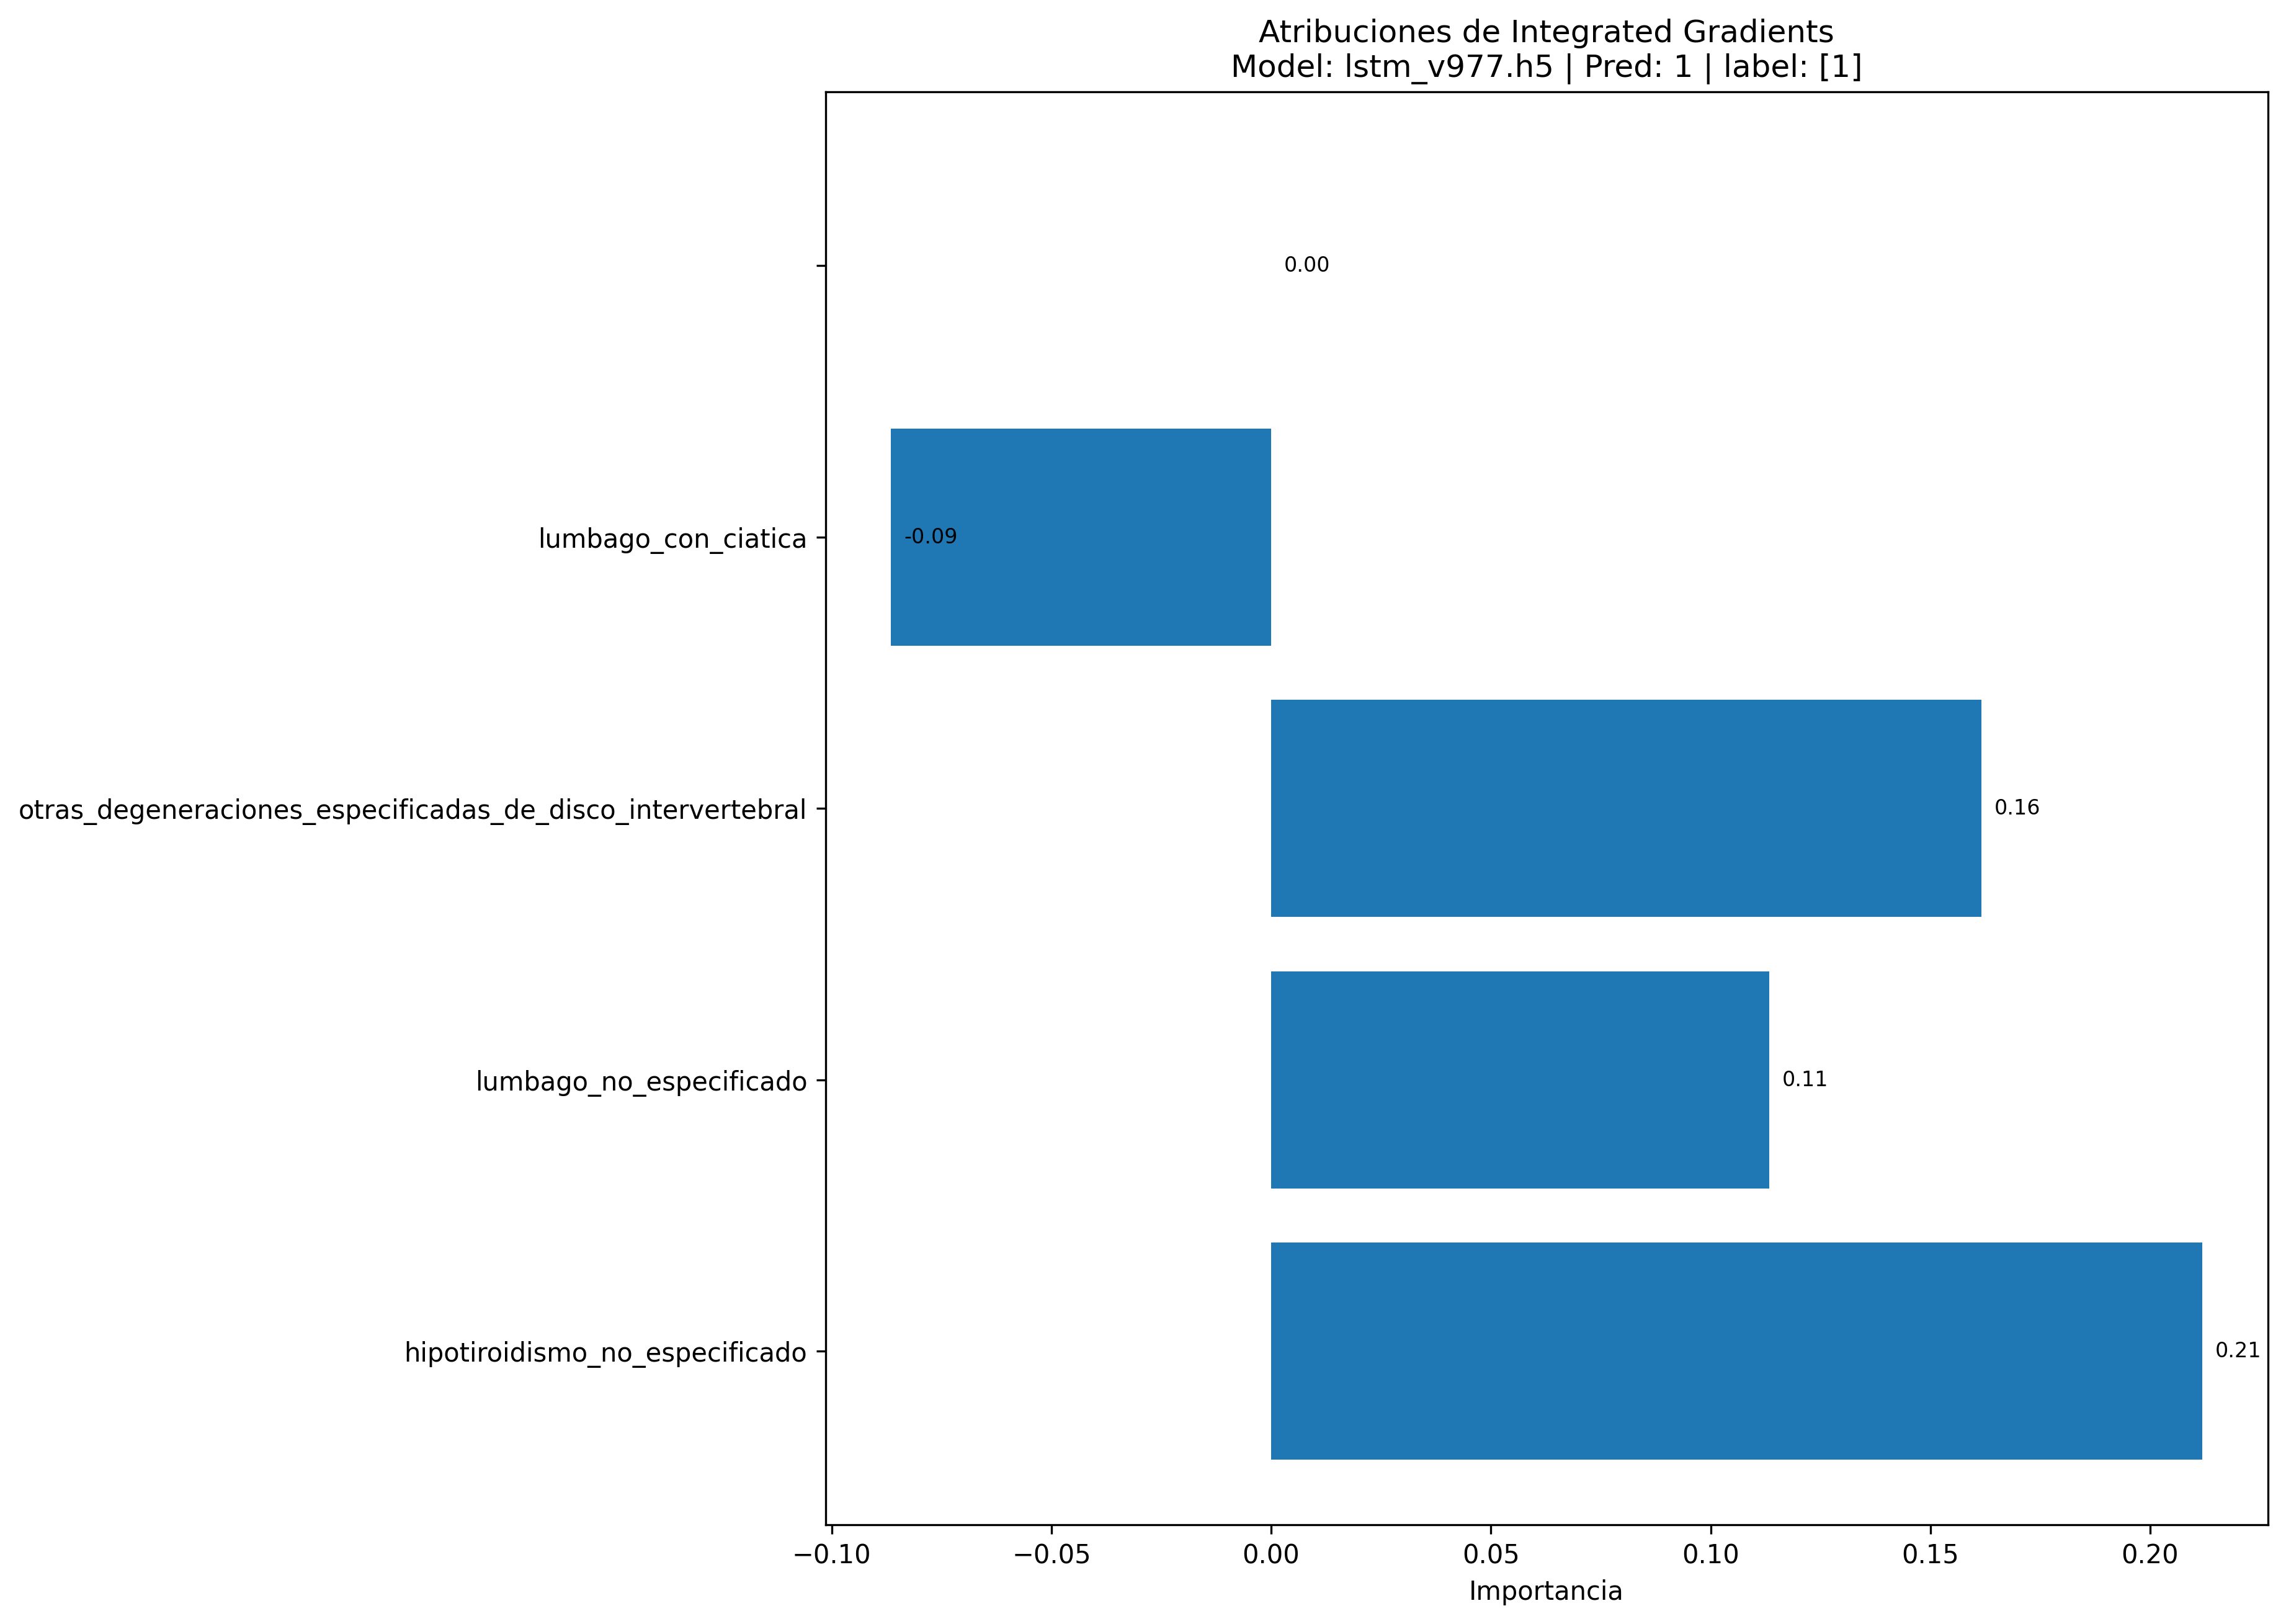 Atribuciones de Integrated Gradients
Model: lstm_v977.h5 | Pred: 1 | label: [1]
0.00
lumbago_con_ciatica
-0.09
otras_degeneraciones_especificadas_de_disco_intervertebral
0.16
lumbago_no_especificado
0.11
hipotiroidismo_no_especificado
0.21
−0.10 −0.05 0.00 0.05 0.10 0.15 0.20
Importancia